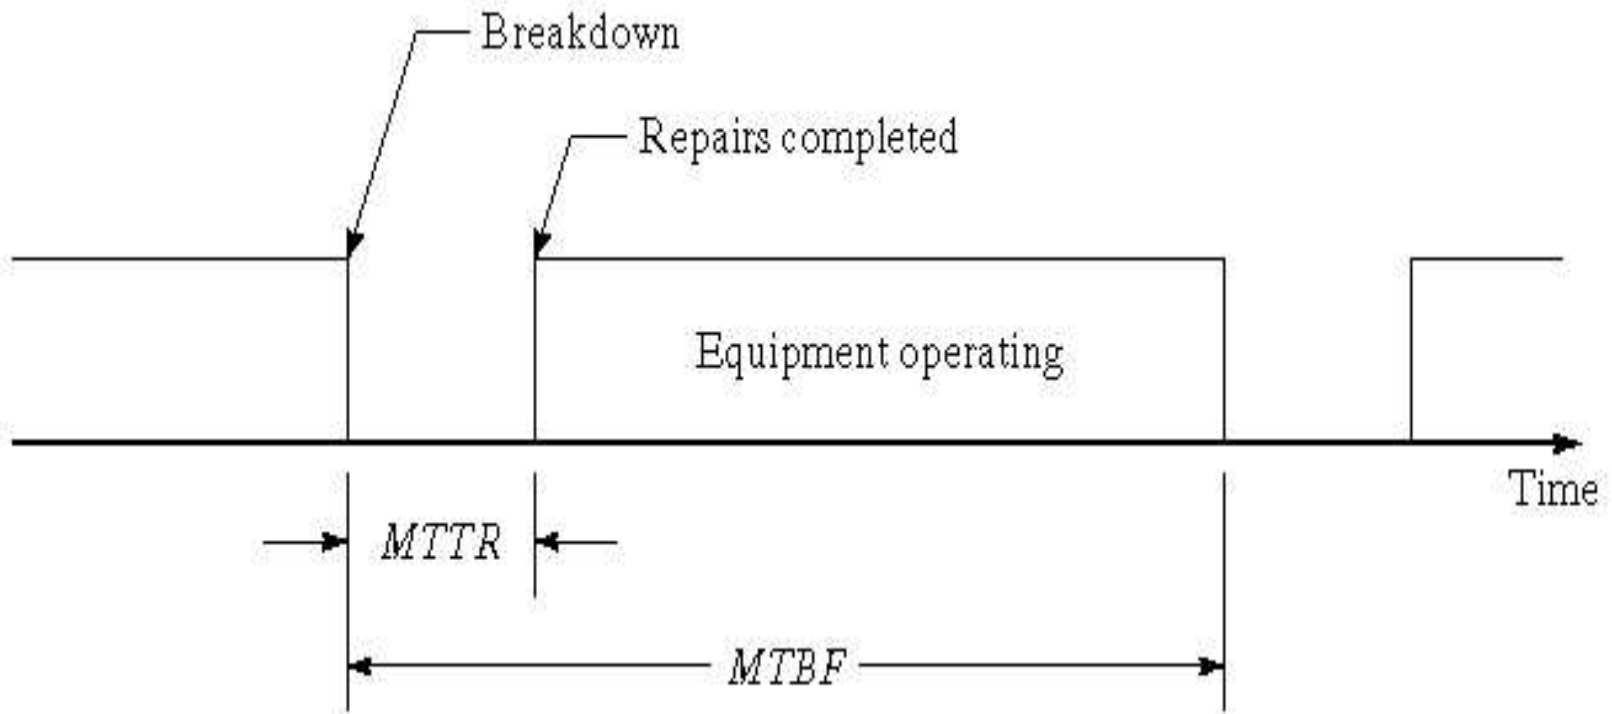 Breakdown
Repairs completed
Equipment operating
Time
MTTR
MTBF